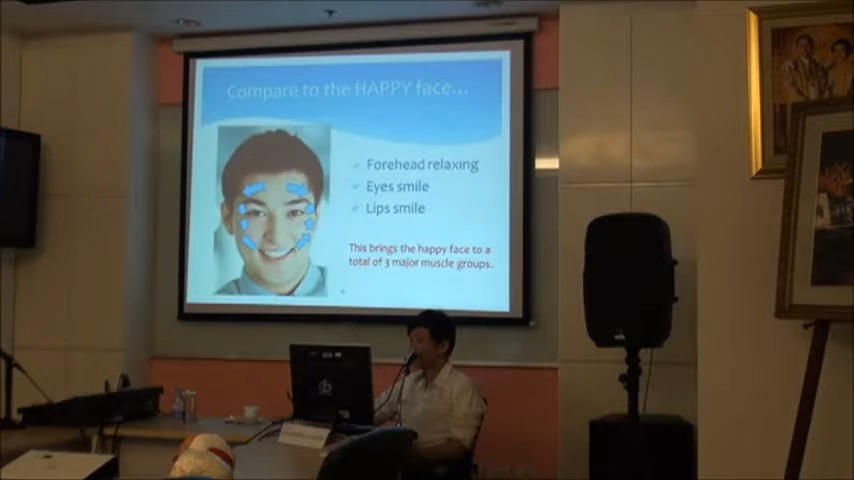 Compare to the HAPPY face...
Forehead relaxing
Eyes smile
Lips smile
This brings the happy face to a
total of 3 major muscle groups.